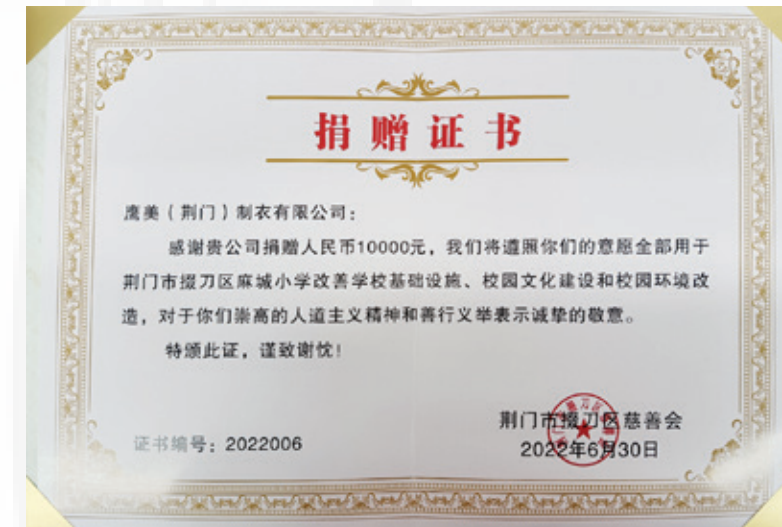 捐赠证书
鹰美（荆门）制衣有限公司：
感谢贵公司捐赠人民币10000元，我们将遵照你们的意愿全部用于
荆门市掇刀区麻城小学改善学校基础设施、校园文化建设和校园环境改
造，对于你们崇高的人道主义精神和善行义举表示诚挚的敬意。
特颁此证，谨致谢忱！
荆门市掇刀区慈善会
证书编号：2022006
2022年6月30日